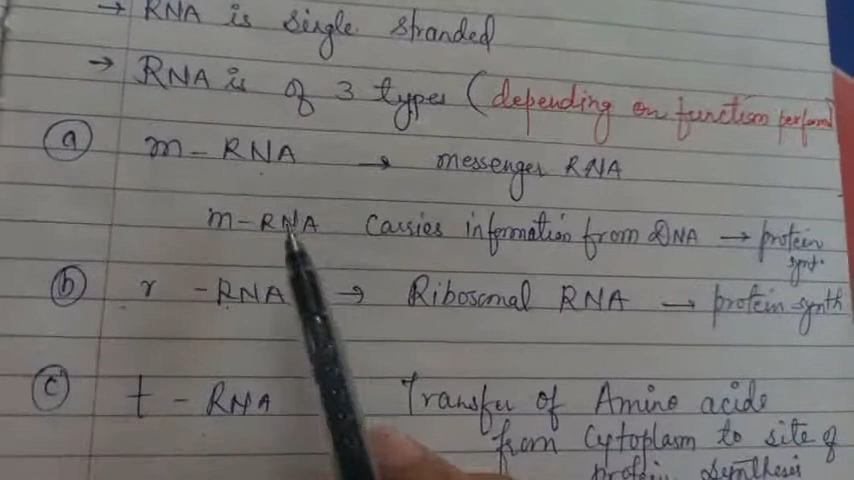 → RNA is single stranded
→ RNA is of 3 types (depending on function perform
(a) m - RNA → messenger RNA
m-RNA Carries information from DNA → protein synt.
(b) r - RNA → Ribosomal RNA → protein synth
(c) t - RNA Transfer of Amino acids
from Cytoplasm to site of
protein synthesis